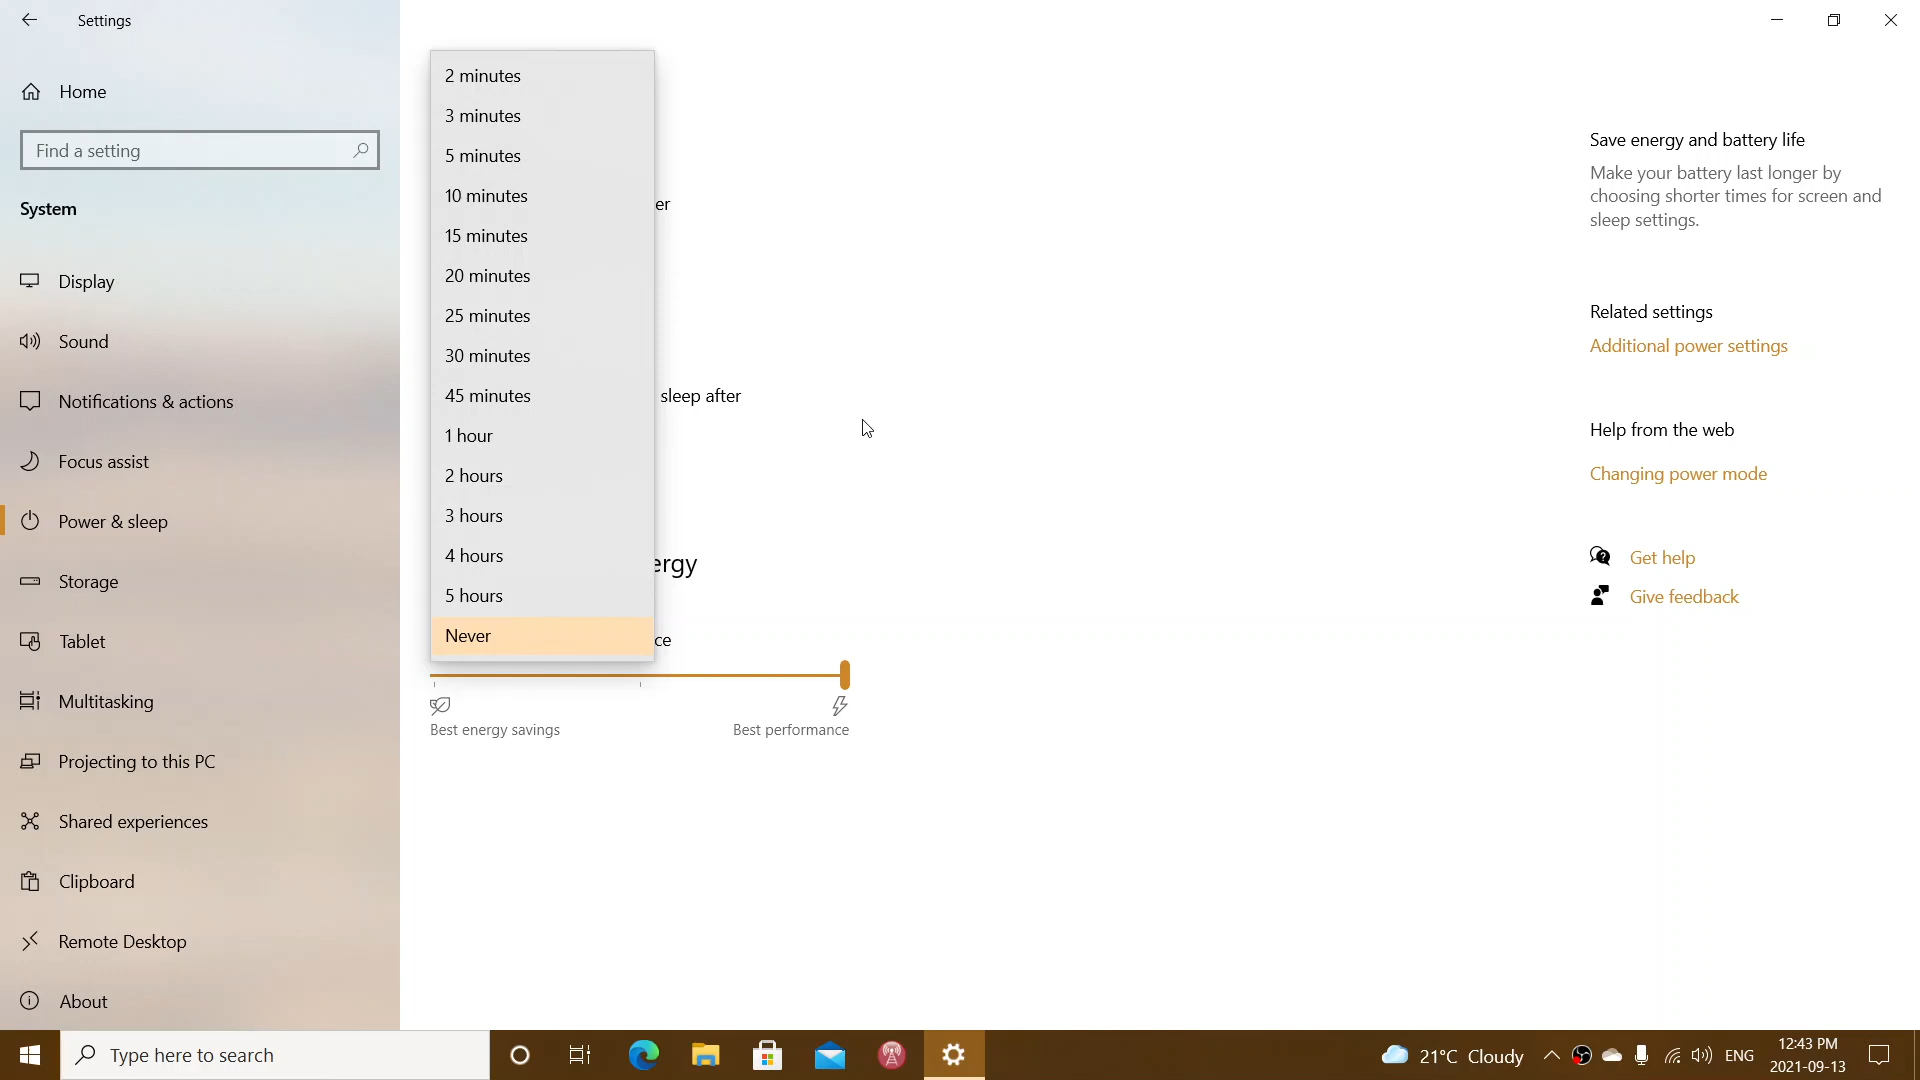 Settings
Home
Find a setting
System
Display
Sound
Notifications & actions
Focus assist
Power & sleep
Storage
Tablet
Multitasking
Projecting to this PC
Shared experiences
Clipboard
Remote Desktop
About
2 minutes
3 minutes
5 minutes
10 minutes
15 minutes
20 minutes
25 minutes
30 minutes
45 minutes
1 hour
2 hours
3 hours
4 hours
5 hours
Never
er
sleep after
ergy
ce
Best energy savings
Best performance
Save energy and battery life
Make your battery last longer by
choosing shorter times for screen and
sleep settings.
Related settings
Additional power settings
Help from the web
Changing power mode
Get help
Give feedback
Type here to search
21°C Cloudy
ENG
12:43 PM
2021-09-13